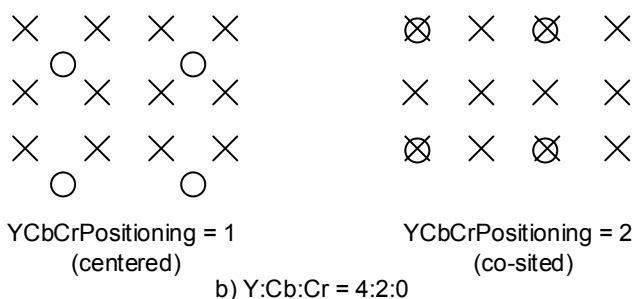 YCbCrPositioning = 1
(centered)
YCbCrPositioning = 2
(co-sited)
b) Y:Cb:Cr = 4:2:0